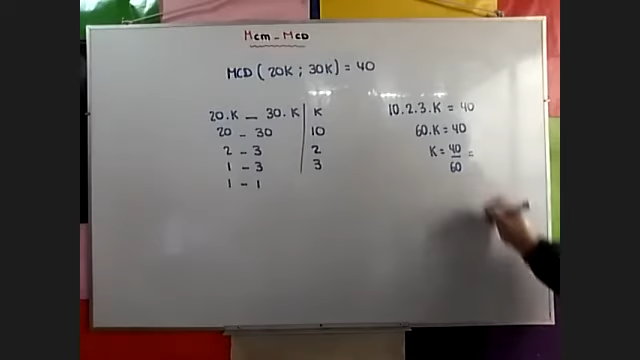 Mcm - McD
MCD ( 20K ; 30K ) = 40
20.K - 30.K | K
20 - 30 | 10
2 - 3 | 2
1 - 3 | 3
1 - 1
10.2.3.K = 40
60.K = 40
K = 40/60 =